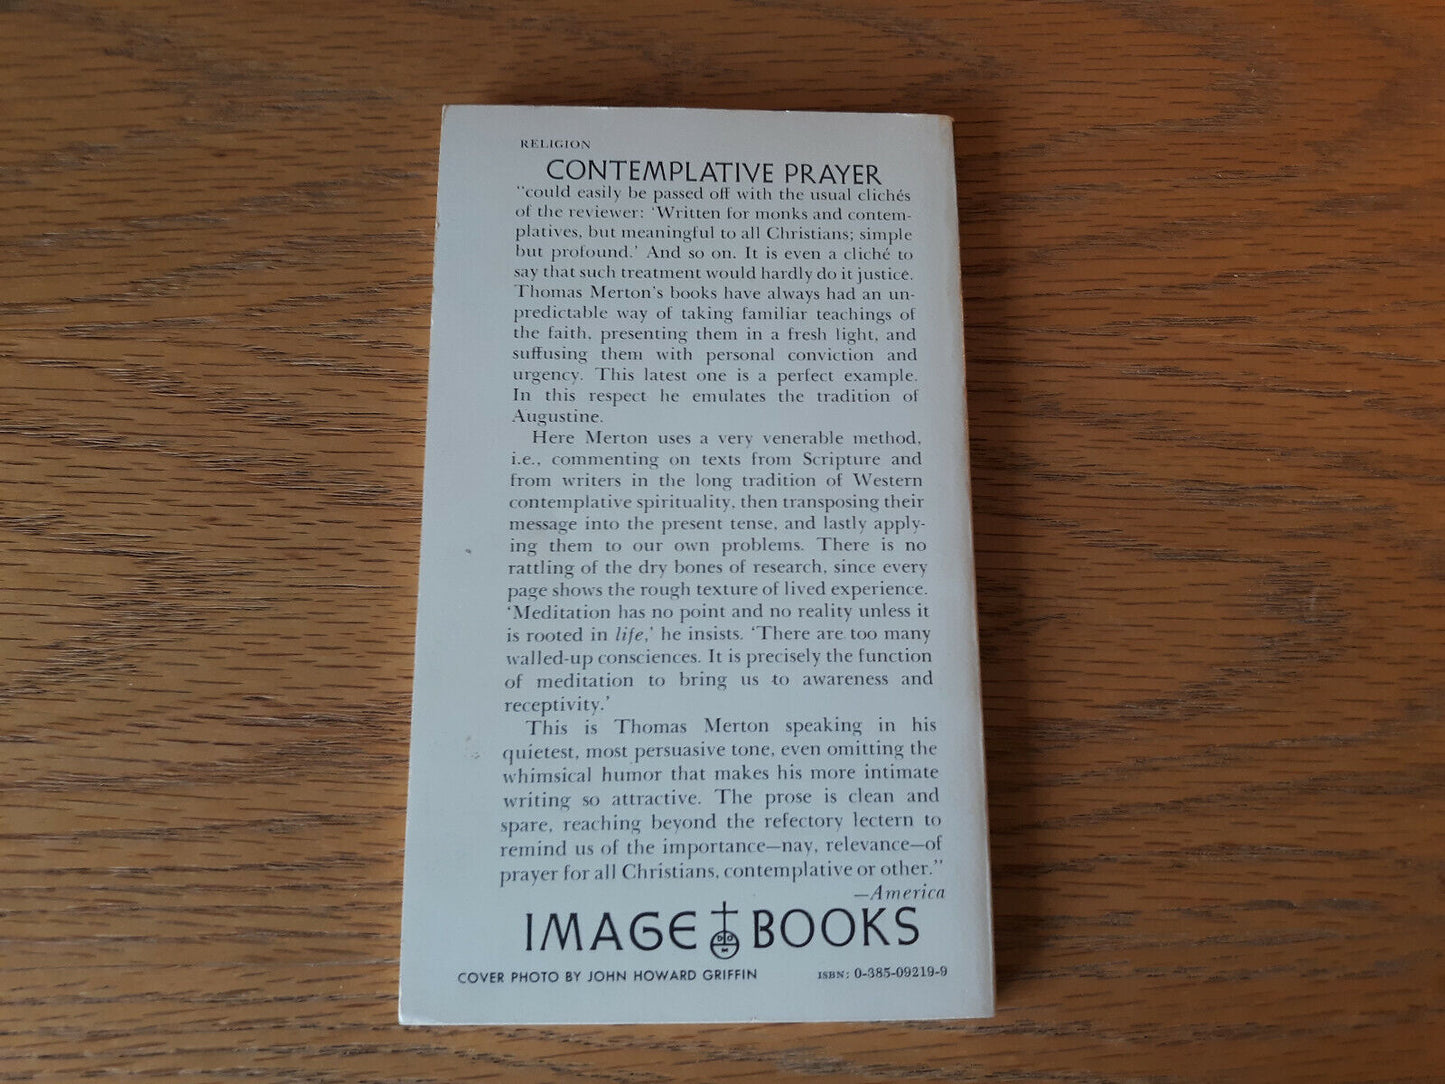 RELIGION
CONTEMPLATIVE PRAYER
"could easily be passed off with the usual clichés
of the reviewer: 'Written for monks and contem-
platives, but meaningful to all Christians; simple
but profound.' And so on. It is even a cliché to
say that such treatment would hardly do it justice.
Thomas Merton's books have always had an un-
predictable way of taking familiar teachings of
the faith, presenting them in a fresh light, and
suffusing them with personal conviction and
urgency. This latest one is a perfect example.
In this respect he emulates the tradition of
Augustine.
Here Merton uses a very venerable method,
i.e., commenting on texts from Scripture and
from writers in the long tradition of Western
contemplative spirituality, then transposing their
message into the present tense, and lastly apply-
ing them to our own problems. There is no
rattling of the dry bones of research, since every
page shows the rough texture of lived experience.
'Meditation has no point and no reality unless it
is rooted in life,' he insists. 'There are too many
walled-up consciences. It is precisely the function
of meditation to bring us to awareness and
receptivity.'
This is Thomas Merton speaking in his
quietest, most persuasive tone, even omitting the
whimsical humor that makes his more intimate
writing so attractive. The prose is clean and
spare, reaching beyond the refectory lectern to
remind us of the importance—nay, relevance—of
prayer for all Christians, contemplative or other."
—America
IMAGE BOOKS
COVER PHOTO BY JOHN HOWARD GRIFFIN
ISBN: 0-385-09219-9